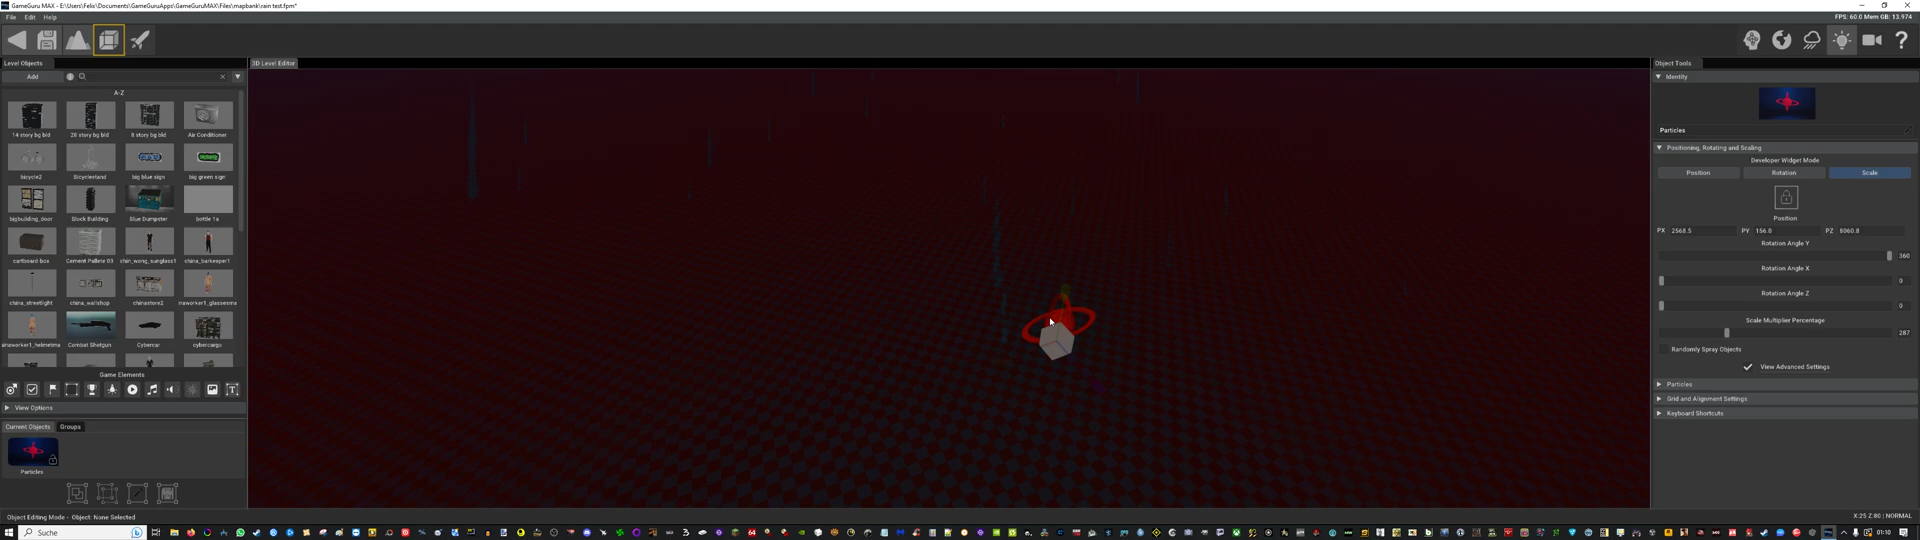 GameGuru MAX - E:\Users\Felix\Documents\GameGuruApps\GameGuruMAX\Files\mapbank\rain test.fpm*
File Edit Help
FPS: 60.0 Mem GB: 13.974
Level Objects
3D Level Editor
Object Tools
Add
Identity
A-Z
14 story bg bld
20 story bg bld
8 story bg bld
Air Conditioner
Particles
Positioning, Rotating and Scaling
Developer Widget Mode
Position
Rotation
Scale
bicycle2
Bicyclestand
big blue sign
big green sign
bigbuilding_door
Block Building
Blue Dumpster
bottle 1a
Position
PX 2568.5
PY 156.0
PZ 8060.8
Rotation Angle Y
360
cartboard box
Cement Pallete 03
chin_wong_sunglass1
china_barkeeper1
Rotation Angle X
0
Rotation Angle Z
0
china_streetlight
china_wallshop
chinastore2
Scale Multiplier Percentage
287
Combat Shotgun
Cybercar
cybercargo
Randomly Spray Objects
View Advanced Settings
Game Elements
Particles
Grid and Alignment Settings
Keyboard Shortcuts
View Options
Current Objects
Groups
Particles
Object Editing Mode - Object: None Selected
X:25 Z:80 | NORMAL
Suche
01:10